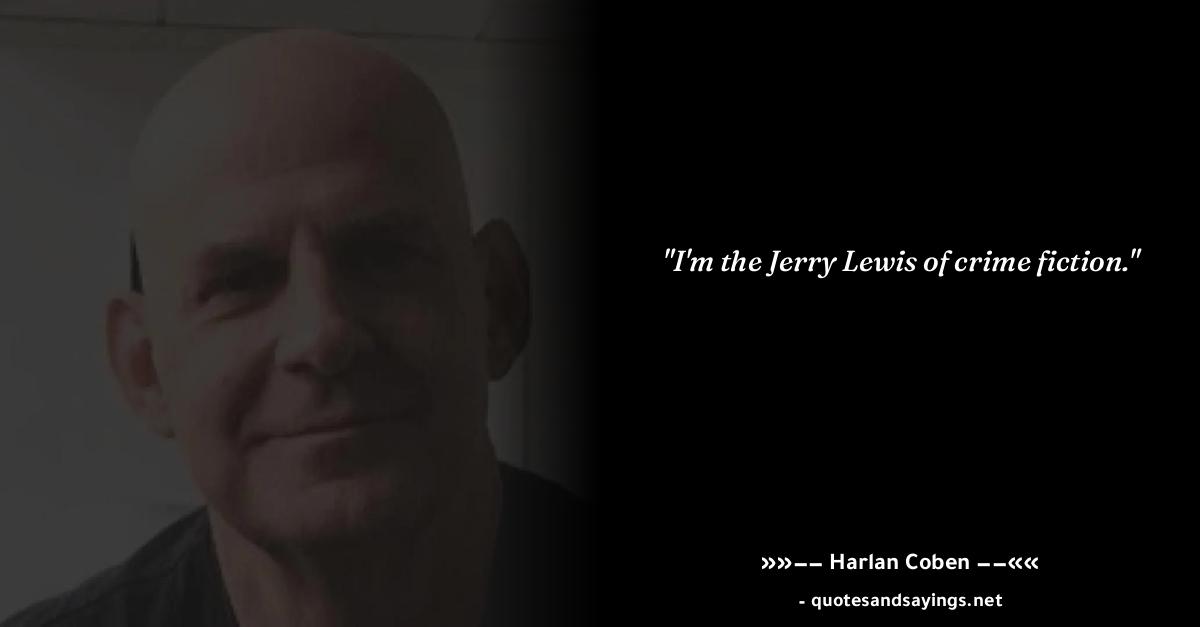 "I'm the Jerry Lewis of crime fiction."
»»−− Harlan Coben −−««
- quotesandsayings.net